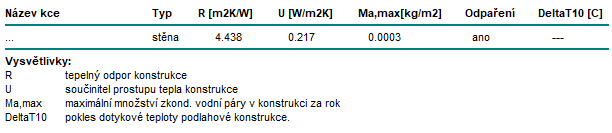 Název kce Typ R [m2K/W] U [W/m2K] Ma,max[kg/m2] Odpaření DeltaT10 [C]
... stěna 4.438 0.217 0.0003 ano ---
Vysvětlivky:
R tepelný odpor konstrukce
U součinitel prostupu tepla konstrukce
Ma,max maximální množství zkond. vodní páry v konstrukci za rok
DeltaT10 pokles dotykové teploty podlahové konstrukce.